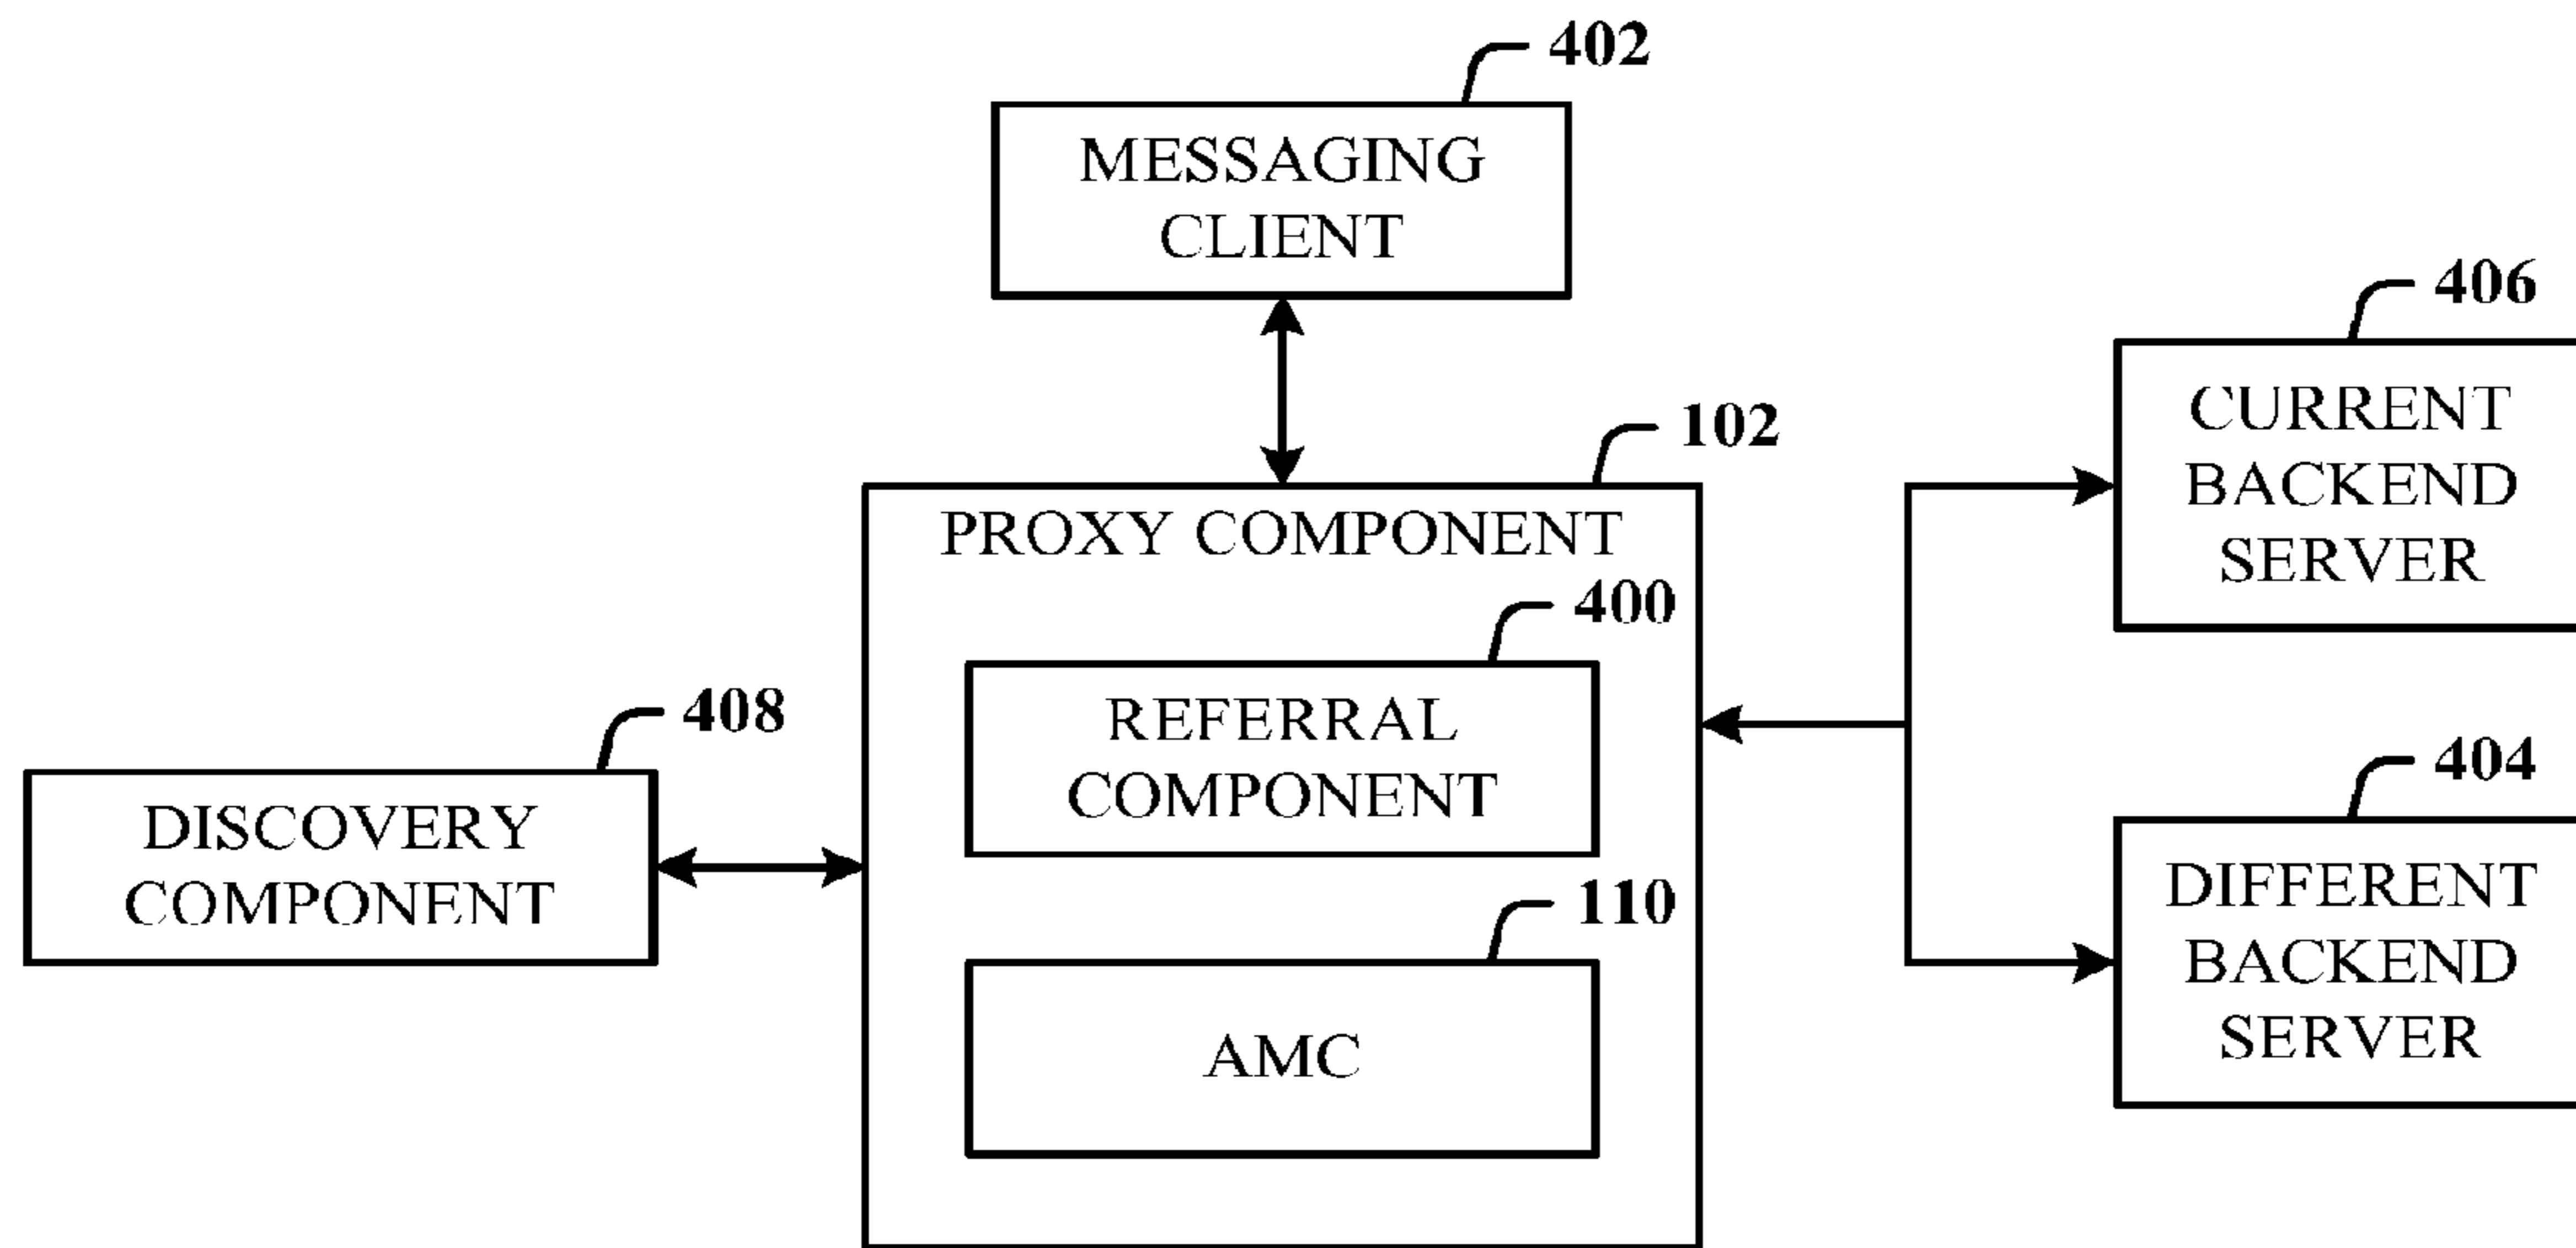 402
MESSAGING
CLIENT
406
CURRENT
BACKEND
SERVER
102
PROXY COMPONENT
400
REFERRAL
COMPONENT
408
DISCOVERY
COMPONENT
110
AMC
404
DIFFERENT
BACKEND
SERVER